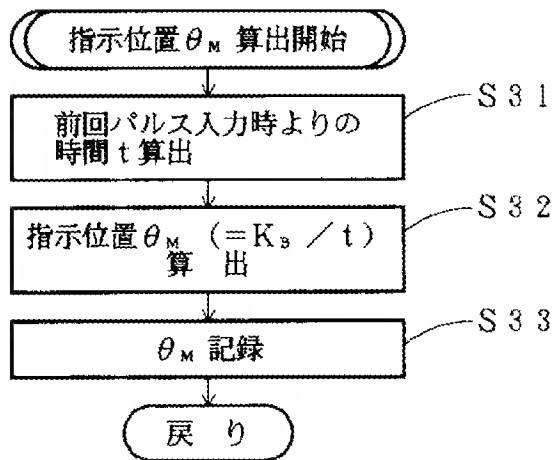 指示位置θM 算出開始
前回パルス入力時よりの
時間t算出
S31
指示位置θM (=K3 /t)
算 出
S32
θM 記録
S33
戻 り